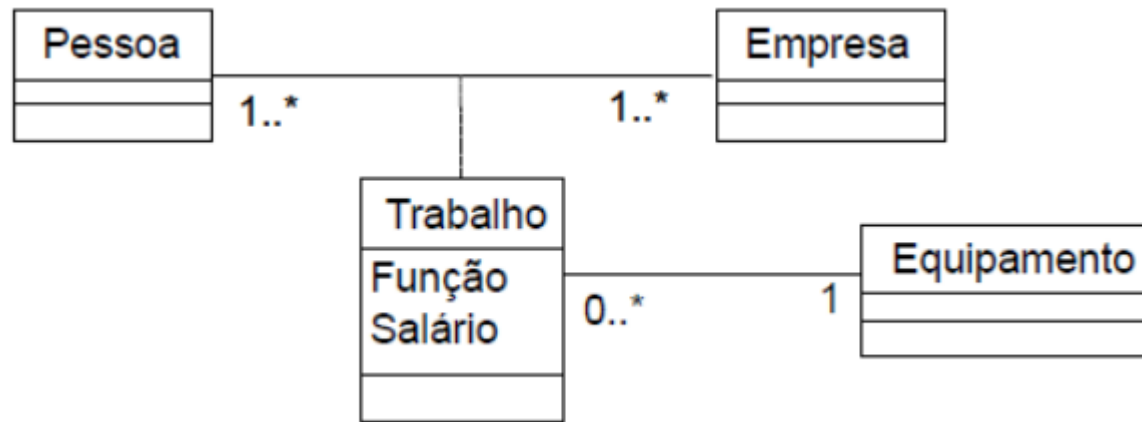 Pessoa
Empresa
1..*
1..*
Trabalho
Função
Salário
Equipamento
0..*
1